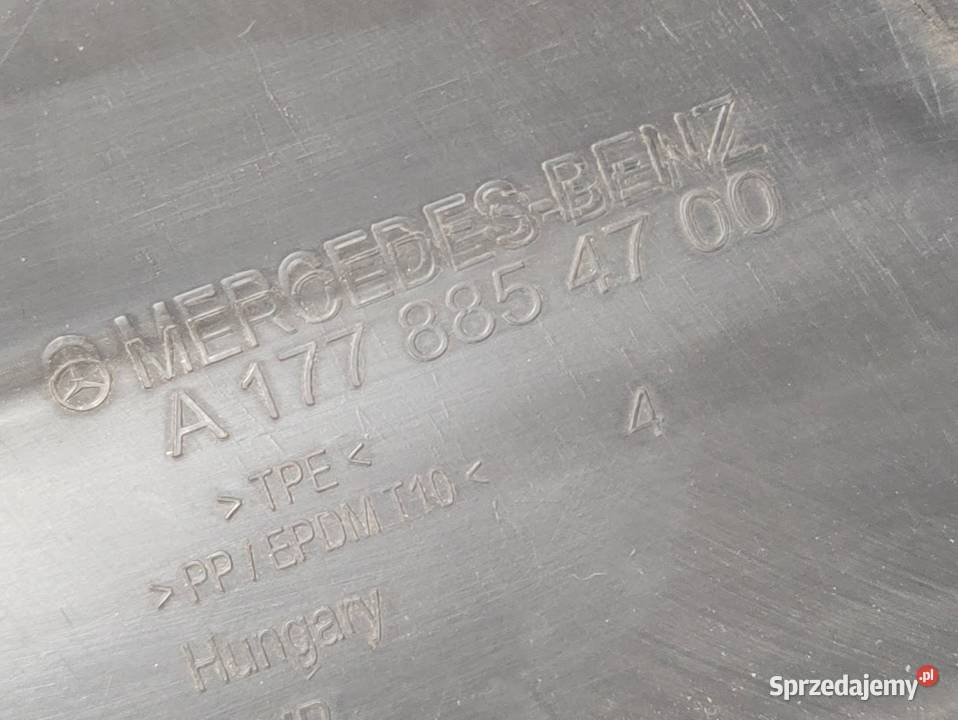 MERCEDES-BENZ
A 177 885 47 00
4
>TPE<
>PP/EPDM T10<
Hungary
Sprzedajemy.pl